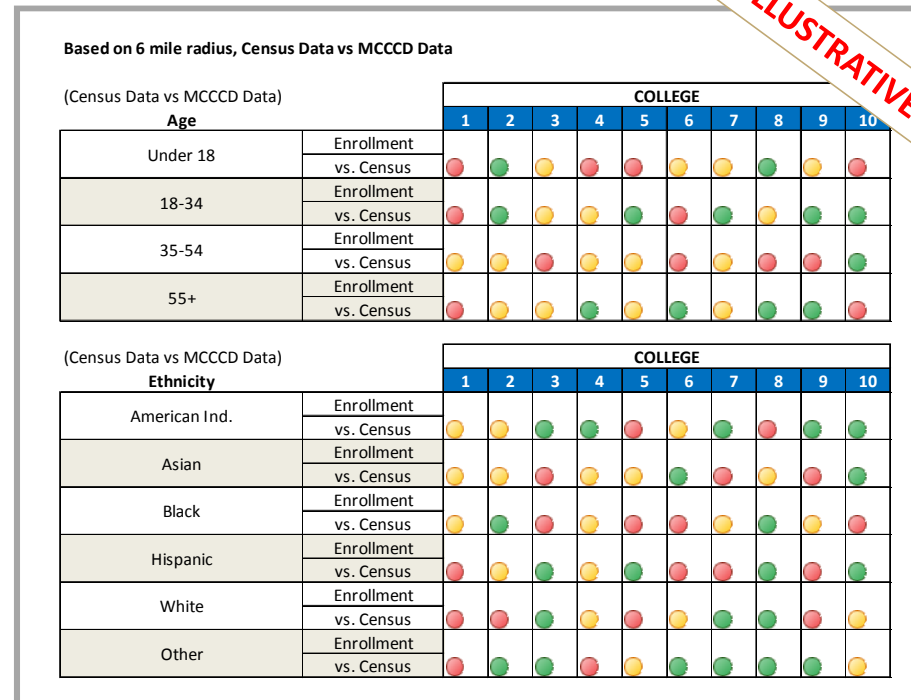 ILLUSTRATIVE
Based on 6 mile radius, Census Data vs MCCCD Data
(Census Data vs MCCCD Data) COLLEGE
Age 1 2 3 4 5 6 7 8 9 10
Under 18
Enrollment
vs. Census
18-34
Enrollment
vs. Census
35-54
Enrollment
vs. Census
55+
Enrollment
vs. Census
(Census Data vs MCCCD Data) COLLEGE
Ethnicity 1 2 3 4 5 6 7 8 9 10
American Ind.
Enrollment
vs. Census
Asian
Enrollment
vs. Census
Black
Enrollment
vs. Census
Hispanic
Enrollment
vs. Census
White
Enrollment
vs. Census
Other
Enrollment
vs. Census